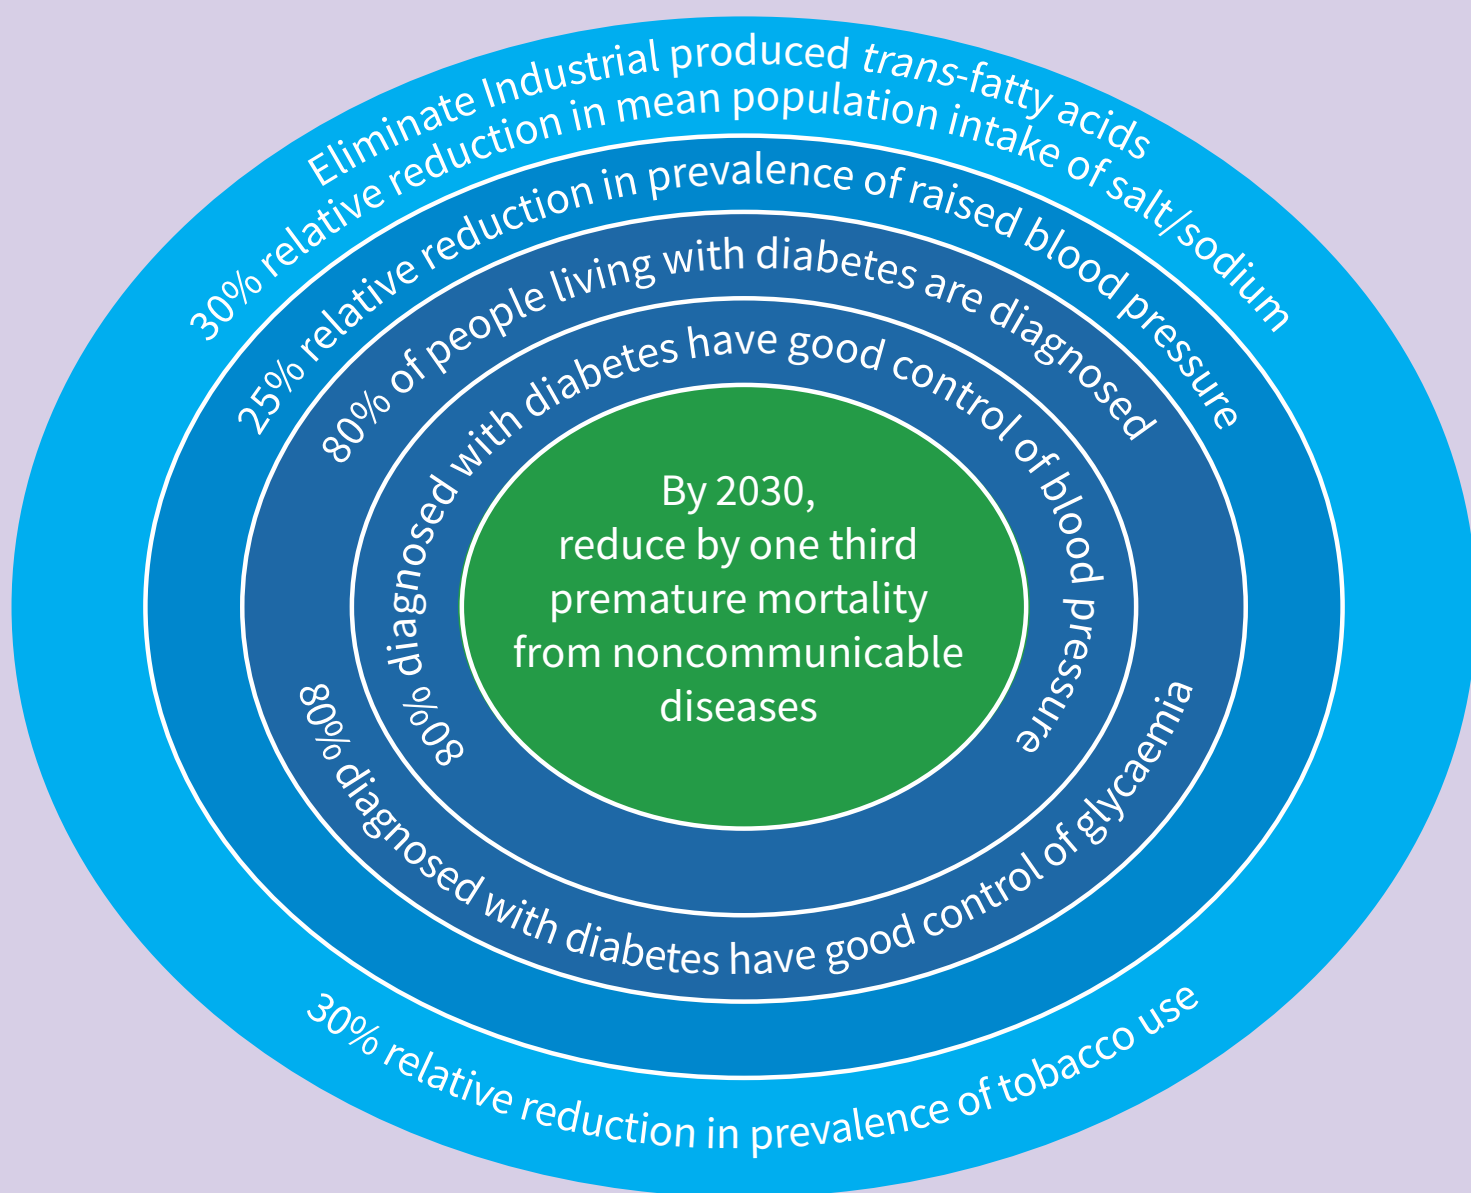 Eliminate Industrial produced trans-fatty acids
30% relative reduction in mean population intake of salt/sodium
25% relative reduction in prevalence of raised blood pressure
80% of people living with diabetes are diagnosed
80% diagnosed with diabetes have good control of blood pressure
By 2030,
reduce by one third
premature mortality
from noncommunicable
diseases
80% diagnosed with diabetes have good control of glycaemia
30% relative reduction in prevalence of tobacco use